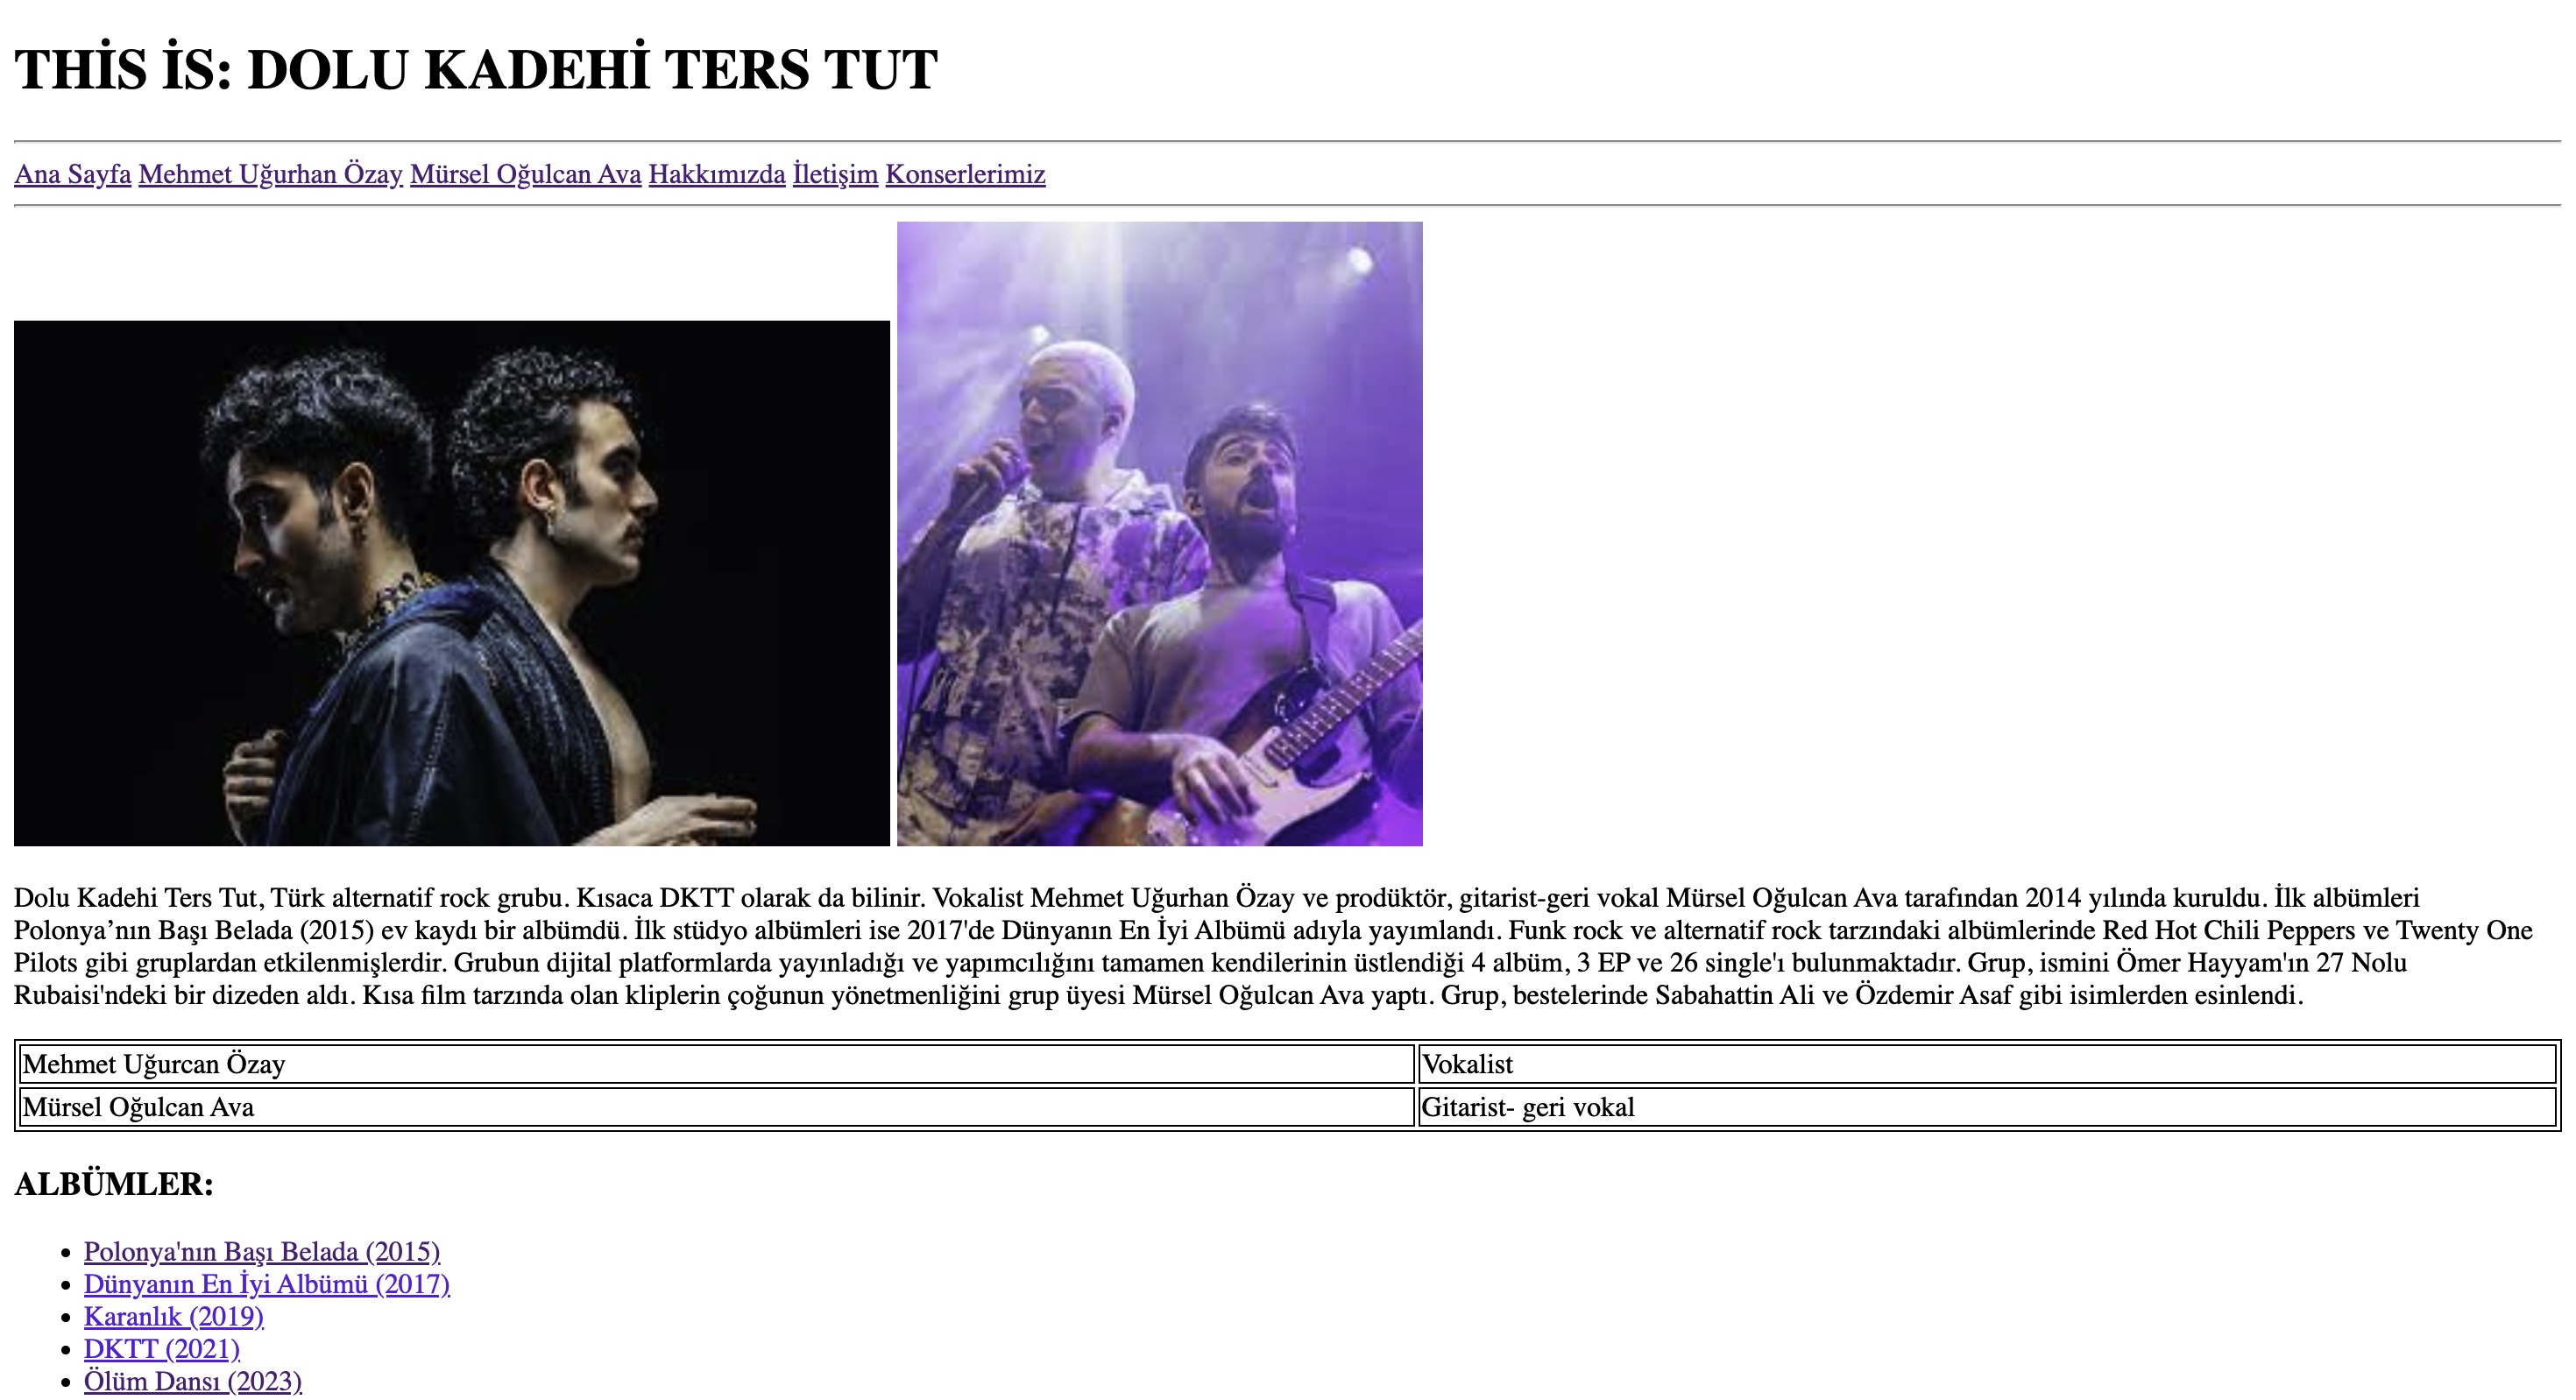 THİS İS: DOLU KADEHİ TERS TUT
Ana Sayfa Mehmet Uğurhan Özay Mürsel Oğulcan Ava Hakkımızda İletişim Konserlerimiz
Dolu Kadehi Ters Tut, Türk alternatif rock grubu. Kısaca DKTT olarak da bilinir. Vokalist Mehmet Uğurhan Özay ve prodüktör, gitarist-geri vokal Mürsel Oğulcan Ava tarafından 2014 yılında kuruldu. İlk albümleri
Polonya’nın Başı Belada (2015) ev kaydı bir albümdü. İlk stüdyo albümleri ise 2017'de Dünyanın En İyi Albümü adıyla yayımlandı. Funk rock ve alternatif rock tarzındaki albümlerinde Red Hot Chili Peppers ve Twenty One
Pilots gibi gruplardan etkilenmişlerdir. Grubun dijital platformlarda yayınladığı ve yapımcılığını tamamen kendilerinin üstlendiği 4 albüm, 3 EP ve 26 single'ı bulunmaktadır. Grup, ismini Ömer Hayyam'ın 27 Nolu
Rubaisi'ndeki bir dizeden aldı. Kısa film tarzında olan kliplerin çoğunun yönetmenliğini grup üyesi Mürsel Oğulcan Ava yaptı. Grup, bestelerinde Sabahattin Ali ve Özdemir Asaf gibi isimlerden esinlendi.
Mehmet Uğurcan Özay Vokalist
Mürsel Oğulcan Ava Gitarist- geri vokal
ALBÜMLER:
Polonya'nın Başı Belada (2015)
Dünyanın En İyi Albümü (2017)
Karanlık (2019)
DKTT (2021)
Ölüm Dansı (2023)